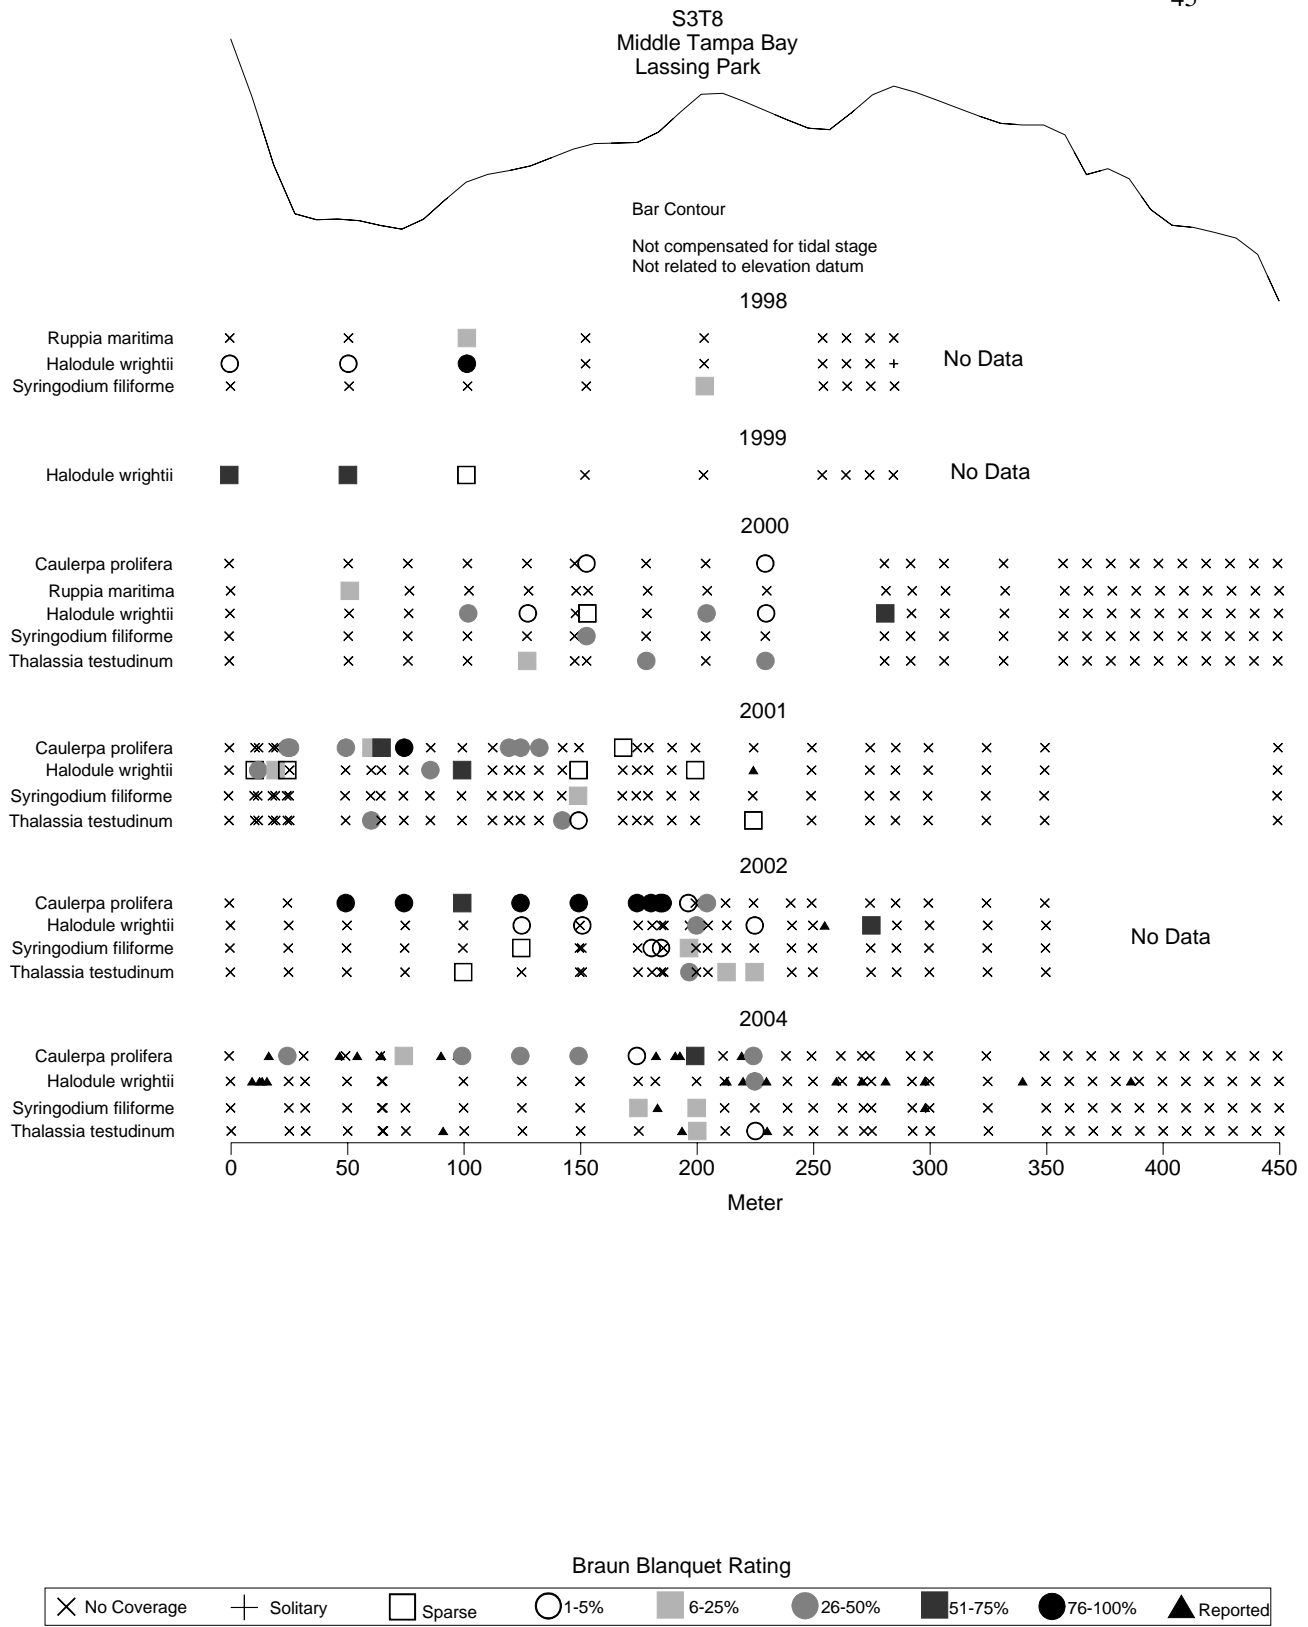 S3T8
Middle Tampa Bay
Lassing Park
Bar Contour
Not compensated for tidal stage
Not related to elevation datum
1998
Ruppia maritima
Halodule wrightii
Syringodium filiforme
No Data
1999
Halodule wrightii
No Data
2000
Caulerpa prolifera
Ruppia maritima
Halodule wrightii
Syringodium filiforme
Thalassia testudinum
2001
Caulerpa prolifera
Halodule wrightii
Syringodium filiforme
Thalassia testudinum
2002
Caulerpa prolifera
Halodule wrightii
Syringodium filiforme
Thalassia testudinum
No Data
2004
Caulerpa prolifera
Halodule wrightii
Syringodium filiforme
Thalassia testudinum
0 50 100 150 200 250 300 350 400 450
Meter
Braun Blanquet Rating
No Coverage Solitary Sparse 1-5% 6-25% 26-50% 51-75% 76-100% Reported